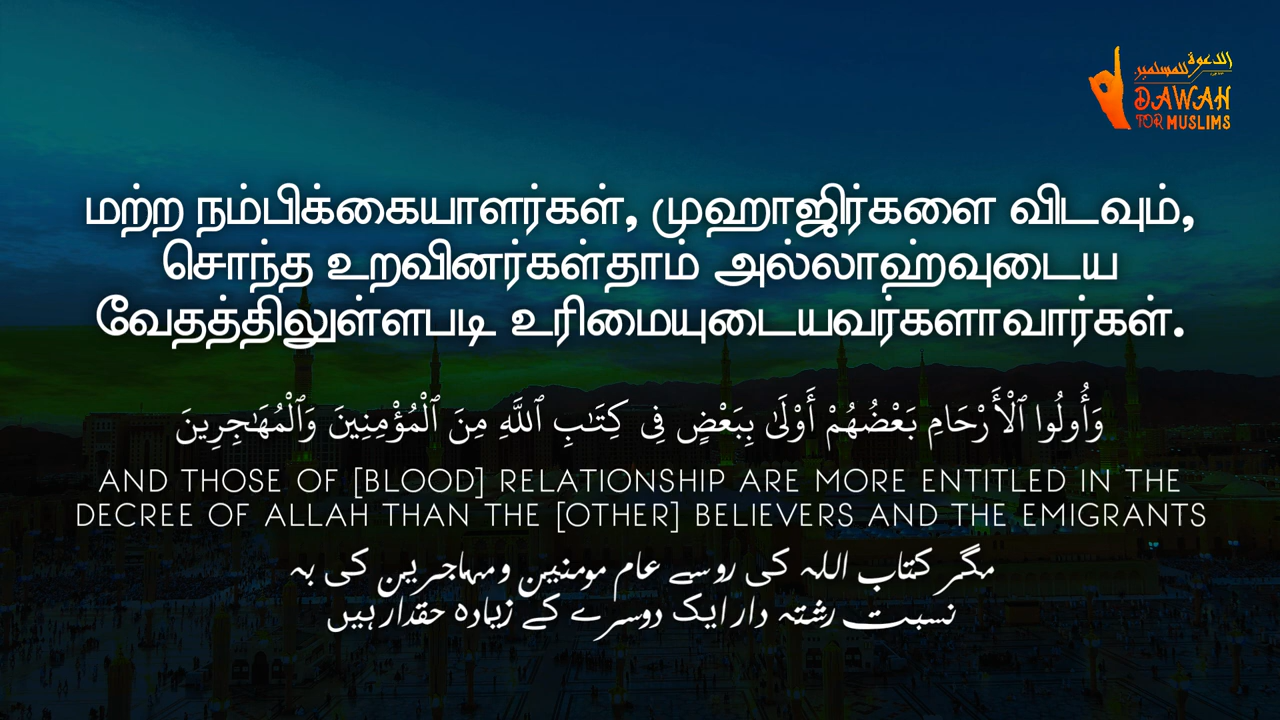 الدعوة للمسلمين
DAWAH
FOR MUSLIMS
மற்ற நம்பிக்கையாளர்கள், முஹாஜிர்களை விடவும்,
சொந்த உறவினர்கள்தாம் அல்லாஹ்வுடைய
வேதத்திலுள்ளபடி உரிமையுடையவர்களாவார்கள்.
وَأُولُوا ٱلْأَرْحَامِ بَعْضُهُمْ أَوْلَىٰ بِبَعْضٍ فِى كِتَـٰبِ ٱللَّهِ مِنَ ٱلْمُؤْمِنِينَ وَٱلْمُهَـٰجِرِينَ
AND THOSE OF [BLOOD] RELATIONSHIP ARE MORE ENTITLED IN THE
DECREE OF ALLAH THAN THE [OTHER] BELIEVERS AND THE EMIGRANTS
مگر کتاب اللہ کی رو سے عام مومنین و مہاجرین کی بہ
نسبت رشتہ دار ایک دوسرے کے زیادہ حقدار ہیں